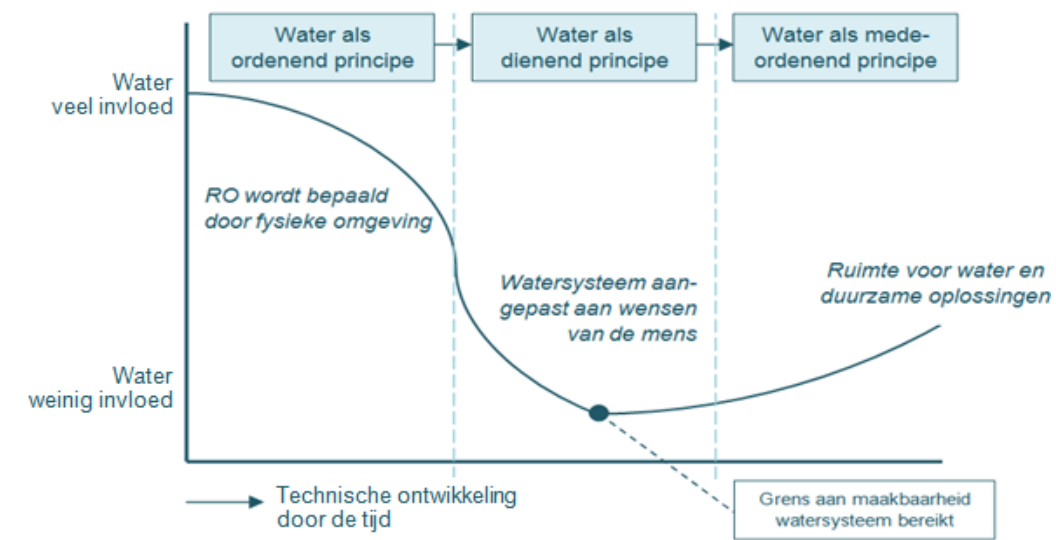 Water als
ordenend principe
Water als
dienend principe
Water als mede-
ordenend principe
Water
veel invloed
RO wordt bepaald
door fysieke omgeving
Watersysteem aan-
gepast aan wensen
van de mens
Ruimte voor water en
duurzame oplossingen
Water
weinig invloed
Technische ontwikkeling
door de tijd
Grens aan maakbaarheid
watersysteem bereikt